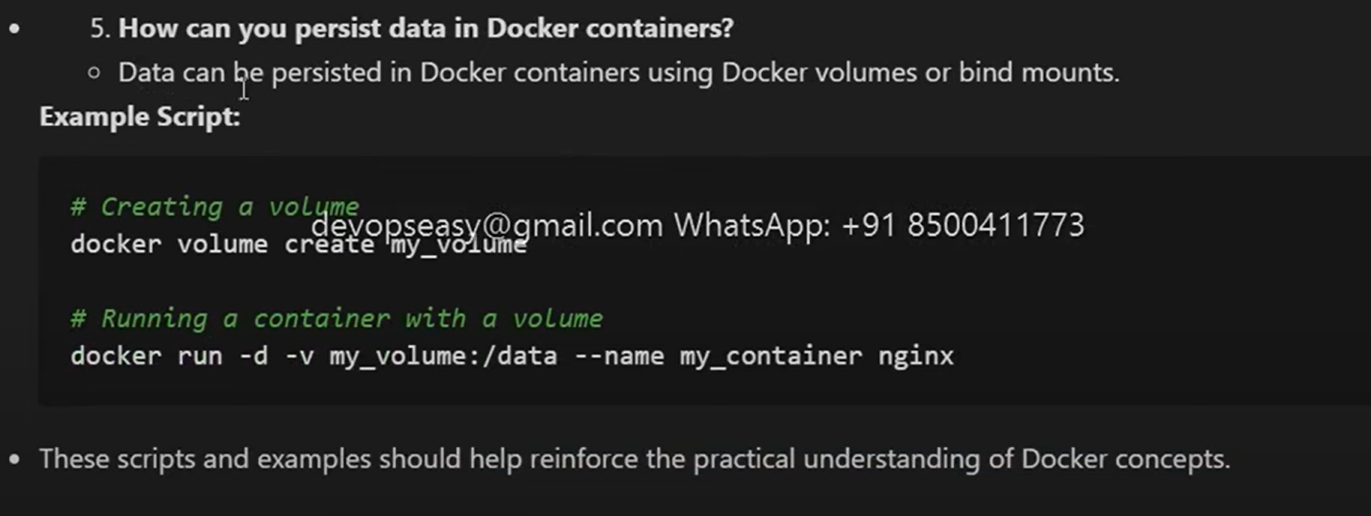 5. How can you persist data in Docker containers?
Data can be persisted in Docker containers using Docker volumes or bind mounts.
Example Script:
# Creating a volume
devopseasy@gmail.com WhatsApp: +91 8500411773
docker volume create my_volume
# Running a container with a volume
docker run -d -v my_volume:/data --name my_container nginx
These scripts and examples should help reinforce the practical understanding of Docker concepts.